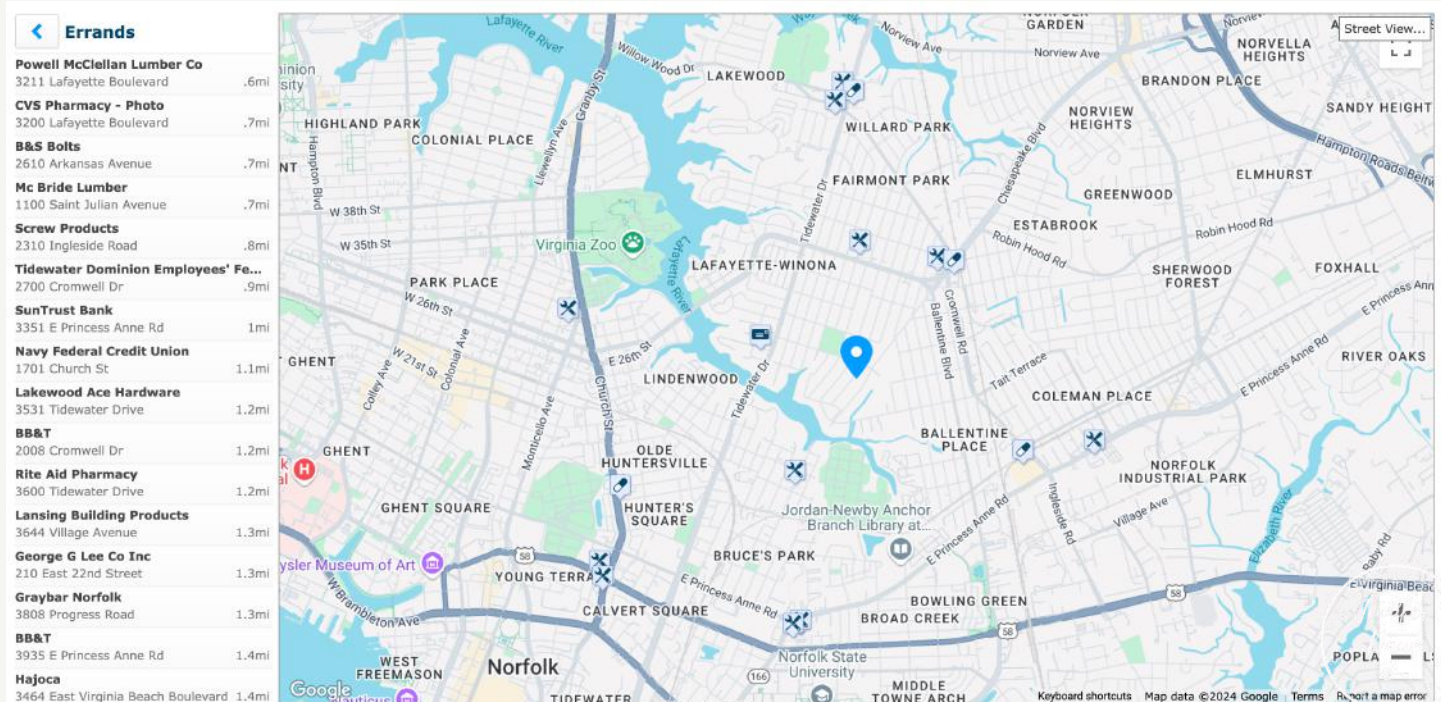 Errands
Powell McClellan Lumber Co
3211 Lafayette Boulevard .6mi
CVS Pharmacy - Photo
3200 Lafayette Boulevard .7mi
B&S Bolts
2610 Arkansas Avenue .7mi
Mc Bride Lumber
1100 Saint Julian Avenue .7mi
Screw Products
2310 Ingleside Road .8mi
Tidewater Dominion Employees' Fe...
2700 Cromwell Dr .9mi
SunTrust Bank
3351 E Princess Anne Rd 1mi
Navy Federal Credit Union
1701 Church St 1.1mi
Lakewood Ace Hardware
3531 Tidewater Drive 1.2mi
BB&T
2008 Cromwell Dr 1.2mi
Rite Aid Pharmacy
3600 Tidewater Drive 1.2mi
Lansing Building Products
3644 Village Avenue 1.3mi
George G Lee Co Inc
210 East 22nd Street 1.3mi
Graybar Norfolk
3808 Progress Road 1.3mi
BB&T
3935 E Princess Anne Rd 1.4mi
Hajoca
3464 East Virginia Beach Boulevard 1.4mi
Street View...
Lafayette River
Willow Wood Dr
Granby St
LAKEWOOD
Norview Ave
Norview Ave
GARDEN
NORVELLA
HEIGHTS
BRANDON PLACE
SANDY HEIGHT
NORVIEW
HEIGHTS
HIGHLAND PARK
COLONIAL PLACE
WILLARD PARK
Hampton Blvd
Llewellyn Ave
Chesapeake Blvd
Hampton Roads Beltw
FAIRMONT PARK
ELMHURST
GREENWOOD
W 38th St
Tidewater Dr
ESTABROOK
Robin Hood Rd
Robin Hood Rd
W 35th St
Virginia Zoo
Lafayette River
LAFAYETTE-WINONA
SHERWOOD
FOREST
FOXHALL
PARK PLACE
W 26th St
Cromwell Rd
Ballentine Blvd
E Princess Ann
E Princess Anne Rd
GHENT
W 21st St
Colonial Ave
Colley Ave
E 26th St
LINDENWOOD
Tidewater Dr
Tait Terrace
RIVER OAKS
COLEMAN PLACE
Church St
Monticello Ave
BALLENTINE
PLACE
GHENT
OLDE
HUNTERSVILLE
H
NORFOLK
INDUSTRIAL PARK
GHENT SQUARE
HUNTER'S
SQUARE
Jordan-Newby Anchor
Branch Library at...
E Princess Anne Rd
Ingleside Rd
Village Ave
Elizabeth River
Raby Rd
ysler Museum of Art
58
YOUNG TERRA
BRUCE'S PARK
E Princess Anne Rd
W Brambleton Ave
CALVERT SQUARE
BOWLING GREEN
BROAD CREEK
58
58
E Virginia Beac
WEST
FREEMASON
Norfolk
166
Norfolk State
University
POPLA
Google
TIDEWATER
MIDDLE
TOWNE ARCH
Keyboard shortcuts Map data ©2024 Google Terms Report a map error